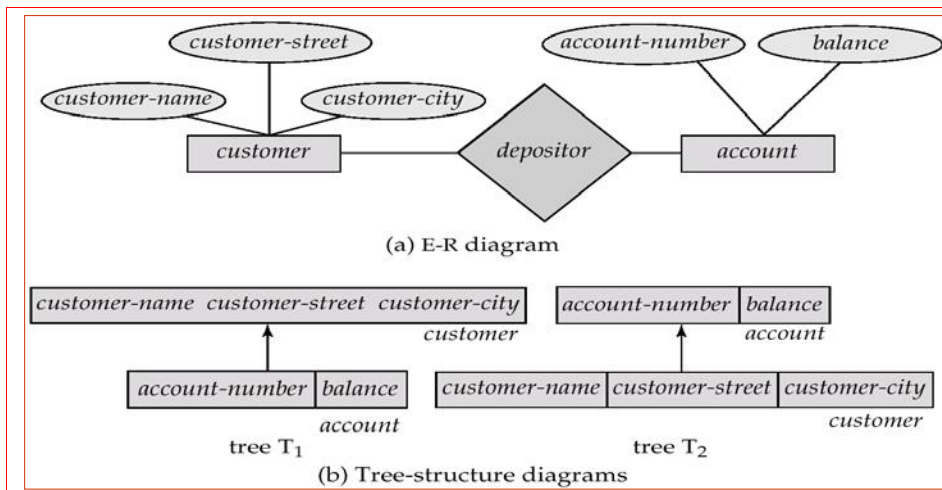 customer-street
account-number
balance
customer-name
customer-city
customer
depositor
account
(a) E-R diagram
customer-name customer-street customer-city
customer
account-number balance
account
tree T1
account-number balance
account
customer-name customer-street customer-city
customer
tree T2
(b) Tree-structure diagrams